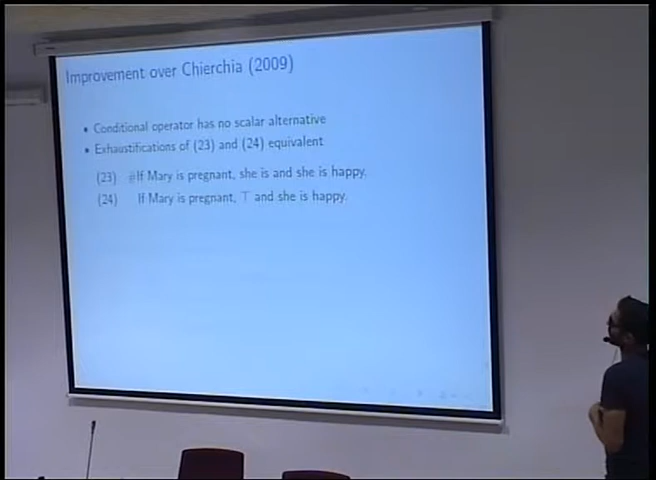 Improvement over Chierchia (2009)
• Conditional operator has no scalar alternative
• Exhaustifications of (23) and (24) equivalent
(23) #If Mary is pregnant, she is and she is happy.
(24) If Mary is pregnant, ⊤ and she is happy.